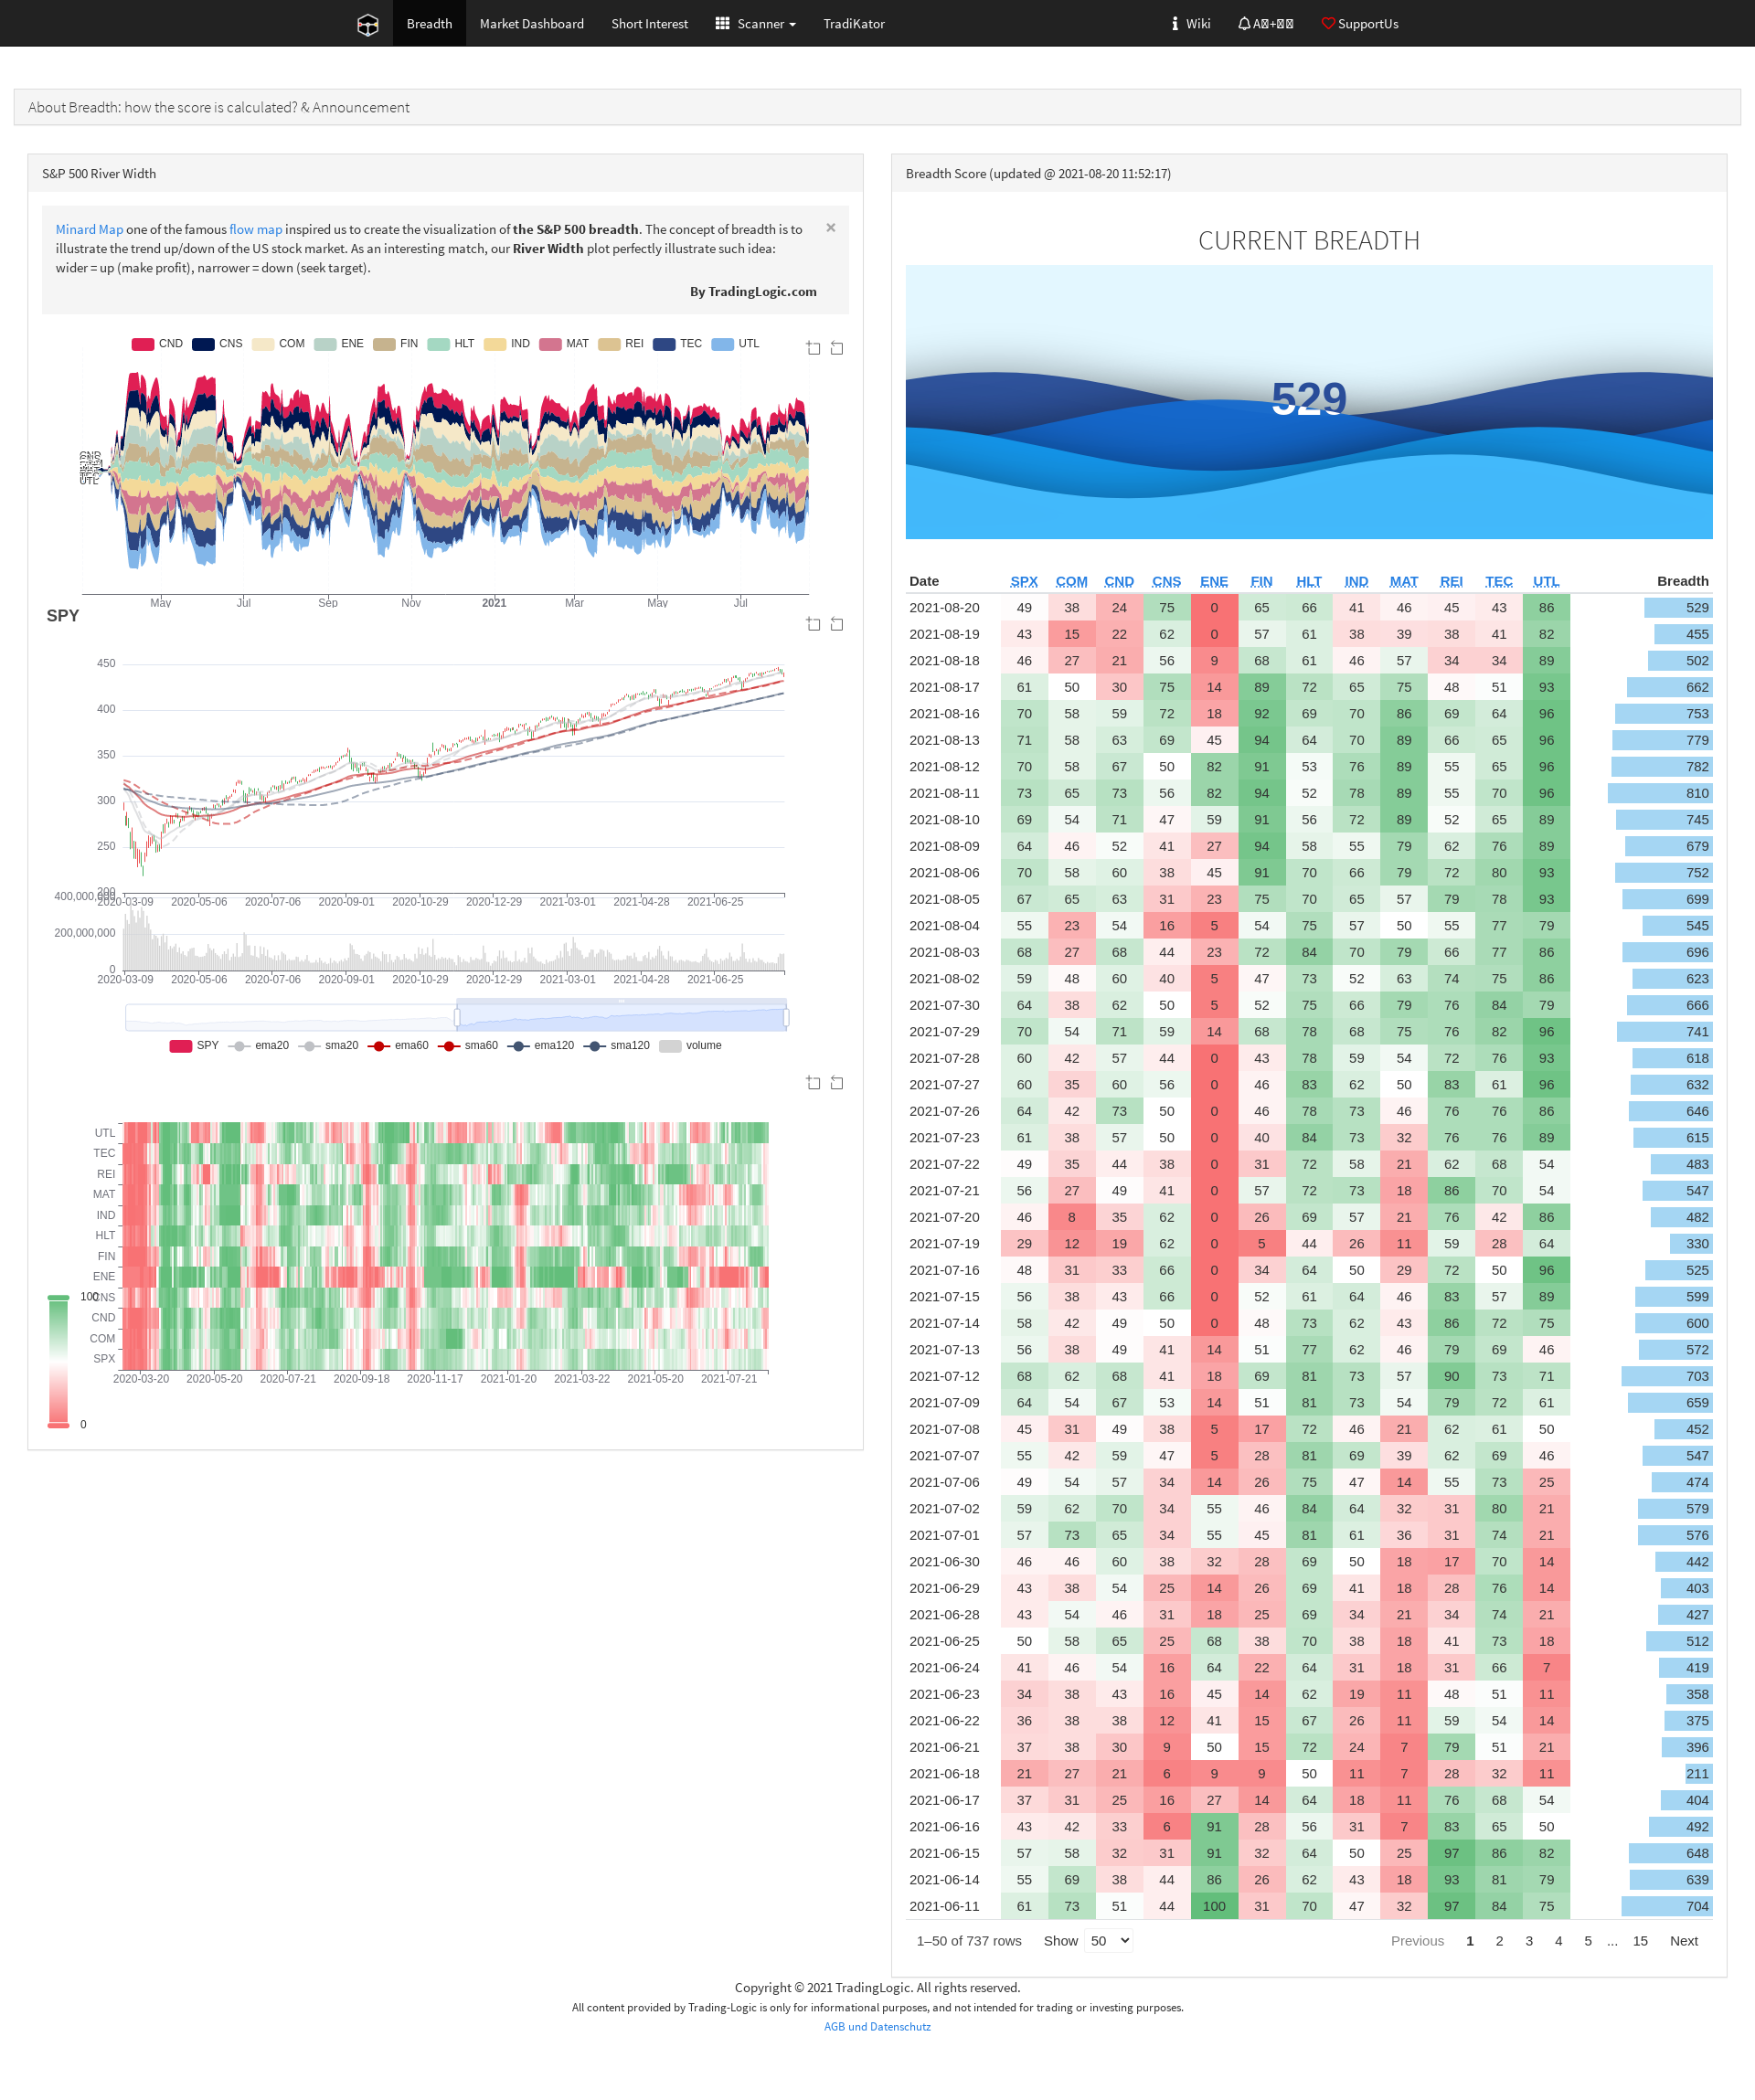 Breadth Market Dashboard Short Interest Scanner TradiKator Wiki SupportUs
About Breadth: how the score is calculated? & Announcement
S&P 500 River Width
Minard Map one of the famous flow map inspired us to create the visualization of the S&P 500 breadth. The concept of breadth is to
illustrate the trend up/down of the US stock market. As an interesting match, our River Width plot perfectly illustrate such idea:
wider = up (make profit), narrower = down (seek target).
By TradingLogic.com
×
CND CNS COM ENE FIN HLT IND MAT REI TEC UTL
UTL
May Jul Sep Nov 2021 Mar May Jul
SPY
450
400
350
300
250
200
2020-03-09 2020-05-06 2020-07-06 2020-09-01 2020-10-29 2020-12-29 2021-03-01 2021-04-28 2021-06-25
400,000,000
200,000,000
0
2020-03-09 2020-05-06 2020-07-06 2020-09-01 2020-10-29 2020-12-29 2021-03-01 2021-04-28 2021-06-25
SPY ema20 sma20 ema60 sma60 ema120 sma120 volume
UTL
TEC
REI
MAT
IND
HLT
FIN
ENE
CNS
CND
COM
SPX
100
0
2020-03-20 2020-05-20 2020-07-21 2020-09-18 2020-11-17 2021-01-20 2021-03-22 2021-05-20 2021-07-21
Breadth Score (updated @ 2021-08-20 11:52:17)
CURRENT BREADTH
529
Date SPX COM CND CNS ENE FIN HLT IND MAT REI TEC UTL Breadth
2021-08-20 49 38 24 75 0 65 66 41 46 45 43 86 529
2021-08-19 43 15 22 62 0 57 61 38 39 38 41 82 455
2021-08-18 46 27 21 56 9 68 61 46 57 34 34 89 502
2021-08-17 61 50 30 75 14 89 72 65 75 48 51 93 662
2021-08-16 70 58 59 72 18 92 69 70 86 69 64 96 753
2021-08-13 71 58 63 69 45 94 64 70 89 66 65 96 779
2021-08-12 70 58 67 50 82 91 53 76 89 55 65 96 782
2021-08-11 73 65 73 56 82 94 52 78 89 55 70 96 810
2021-08-10 69 54 71 47 59 91 56 72 89 52 65 89 745
2021-08-09 64 46 52 41 27 94 58 55 79 62 76 89 679
2021-08-06 70 58 60 38 45 91 70 66 79 72 80 93 752
2021-08-05 67 65 63 31 23 75 70 65 57 79 78 93 699
2021-08-04 55 23 54 16 5 54 75 57 50 55 77 79 545
2021-08-03 68 27 68 44 23 72 84 70 79 66 77 86 696
2021-08-02 59 48 60 40 5 47 73 52 63 74 75 86 623
2021-07-30 64 38 62 50 5 52 75 66 79 76 84 79 666
2021-07-29 70 54 71 59 14 68 78 68 75 76 82 96 741
2021-07-28 60 42 57 44 0 43 78 59 54 72 76 93 618
2021-07-27 60 35 60 56 0 46 83 62 50 83 61 96 632
2021-07-26 64 42 73 50 0 46 78 73 46 76 76 86 646
2021-07-23 61 38 57 50 0 40 84 73 32 76 76 89 615
2021-07-22 49 35 44 38 0 31 72 58 21 62 68 54 483
2021-07-21 56 27 49 41 0 57 72 73 18 86 70 54 547
2021-07-20 46 8 35 62 0 26 69 57 21 76 42 86 482
2021-07-19 29 12 19 62 0 5 44 26 11 59 28 64 330
2021-07-16 48 31 33 66 0 34 64 50 29 72 50 96 525
2021-07-15 56 38 43 66 0 52 61 64 46 83 57 89 599
2021-07-14 58 42 49 50 0 48 73 62 43 86 72 75 600
2021-07-13 56 38 49 41 14 51 77 62 46 79 69 46 572
2021-07-12 68 62 68 41 18 69 81 73 57 90 73 71 703
2021-07-09 64 54 67 53 14 51 81 73 54 79 72 61 659
2021-07-08 45 31 49 38 5 17 72 46 21 62 61 50 452
2021-07-07 55 42 59 47 5 28 81 69 39 62 69 46 547
2021-07-06 49 54 57 34 14 26 75 47 14 55 73 25 474
2021-07-02 59 62 70 34 55 46 84 64 32 31 80 21 579
2021-07-01 57 73 65 34 55 45 81 61 36 31 74 21 576
2021-06-30 46 46 60 38 32 28 69 50 18 17 70 14 442
2021-06-29 43 38 54 25 14 26 69 41 18 28 76 14 403
2021-06-28 43 54 46 31 18 25 69 34 21 34 74 21 427
2021-06-25 50 58 65 25 68 38 70 38 18 41 73 18 512
2021-06-24 41 46 54 16 64 22 64 31 18 31 66 7 419
2021-06-23 34 38 43 16 45 14 62 19 11 48 51 11 358
2021-06-22 36 38 38 12 41 15 67 26 11 59 54 14 375
2021-06-21 37 38 30 9 50 15 72 24 7 79 51 21 396
2021-06-18 21 27 21 6 9 9 50 11 7 28 32 11 211
2021-06-17 37 31 25 16 27 14 64 18 11 76 68 54 404
2021-06-16 43 42 33 6 91 28 56 31 7 83 65 50 492
2021-06-15 57 58 32 31 91 32 64 50 25 97 86 82 648
2021-06-14 55 69 38 44 86 26 62 43 18 93 81 79 639
2021-06-11 61 73 51 44 100 31 70 47 32 97 84 75 704
1–50 of 737 rows Show 50 Previous 1 2 3 4 5 ... 15 Next
Copyright © 2021 TradingLogic. All rights reserved.
All content provided by Trading-Logic is only for informational purposes, and not intended for trading or investing purposes.
AGB und Datenschutz